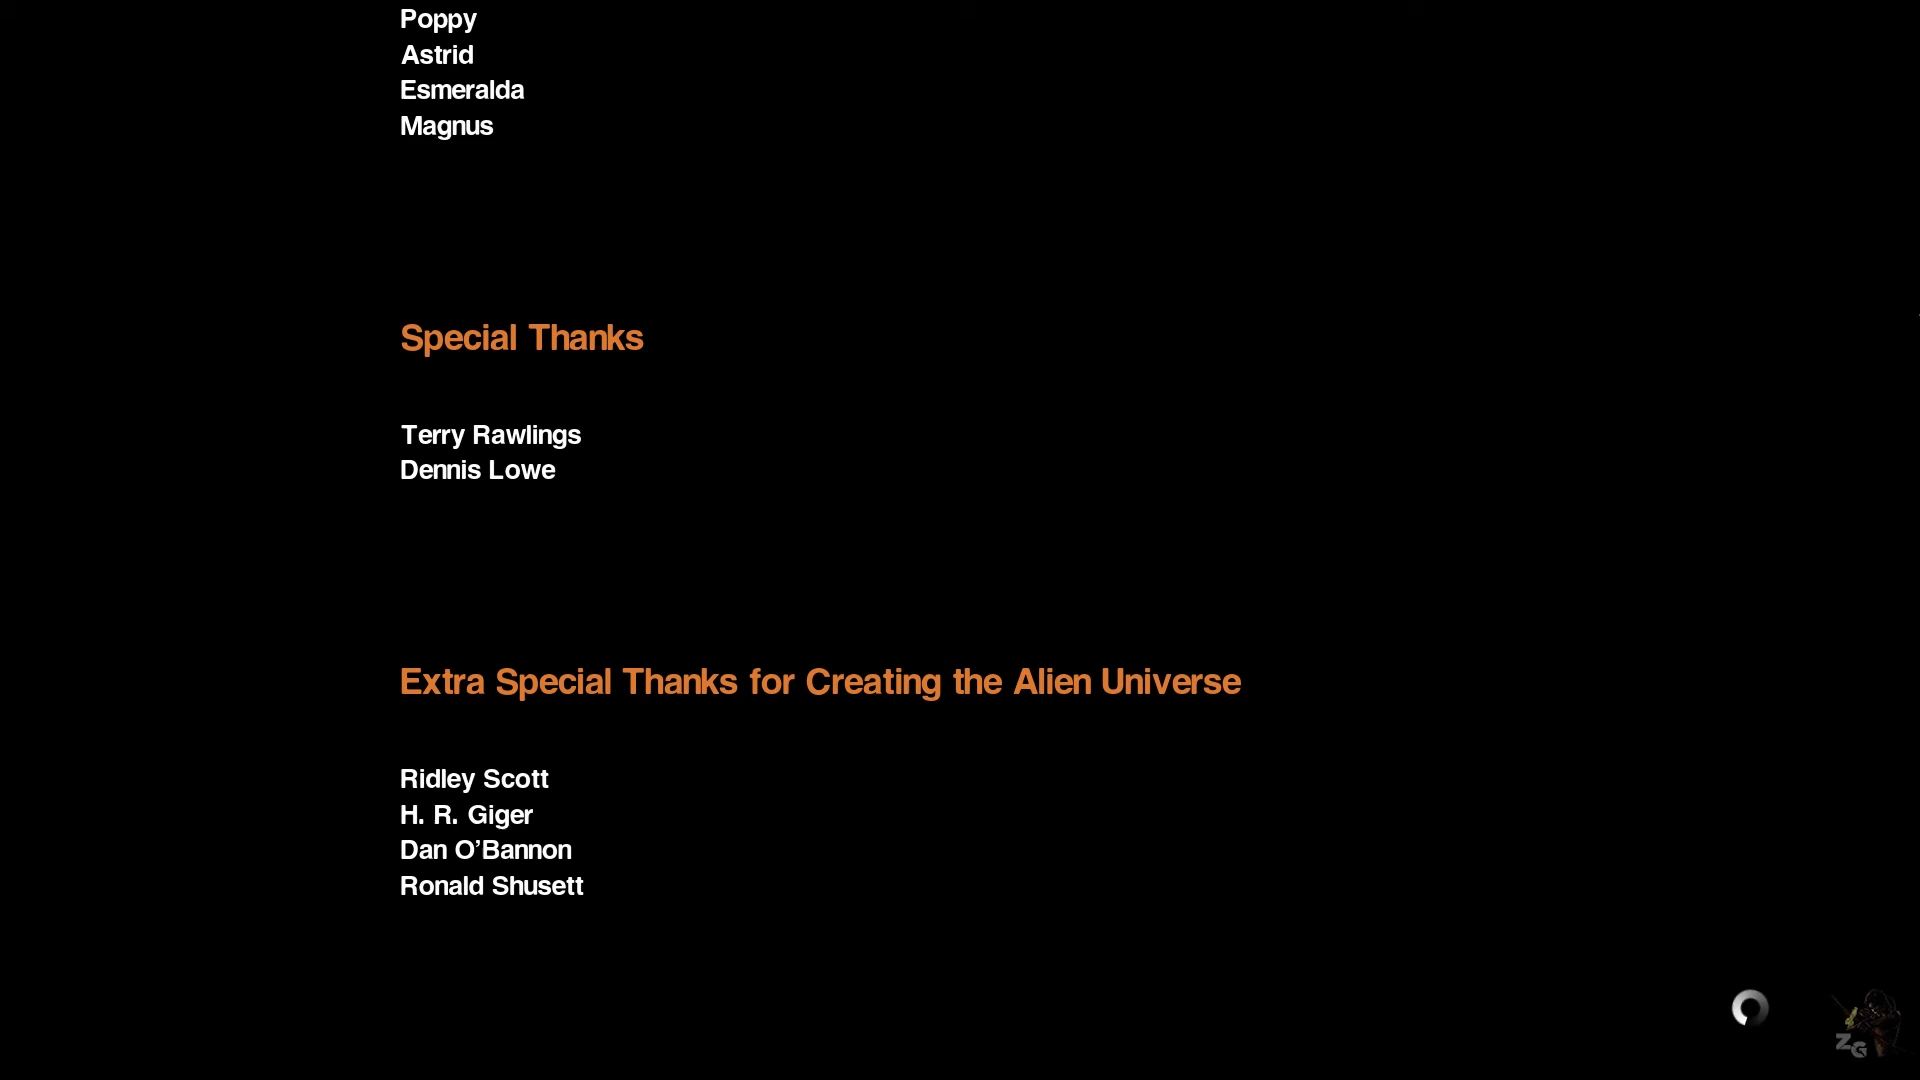 Poppy
Astrid
Esmeralda
Magnus
Special Thanks
Terry Rawlings
Dennis Lowe
Extra Special Thanks for Creating the Alien Universe
Ridley Scott
H. R. Giger
Dan O’Bannon
Ronald Shusett
ZG